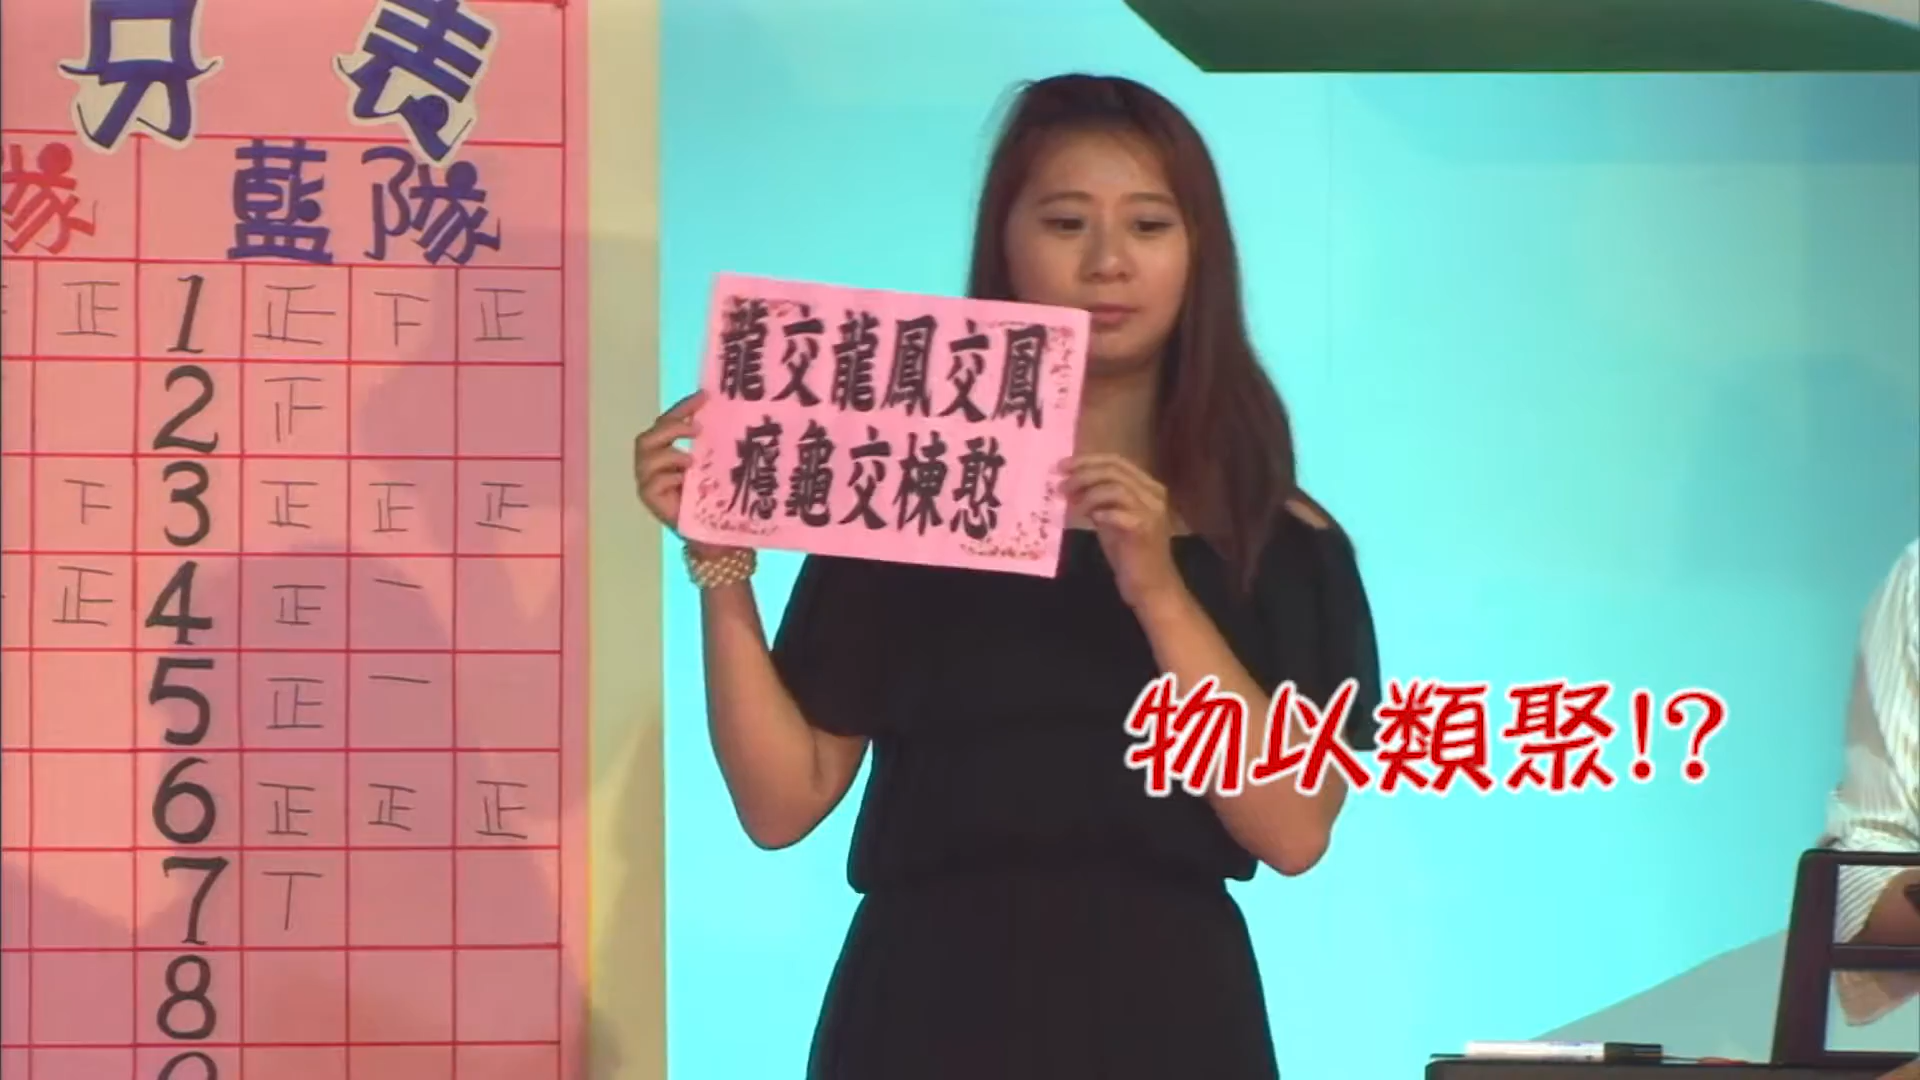 表
隊 藍隊
正 1 正 下 正
2 正
下 3 正 正 正
正 4 正 一
5 正 一
6 正 正 正
7 丅
8
龍交龍鳳交鳳
癮龜交棟憨
物以類聚!?